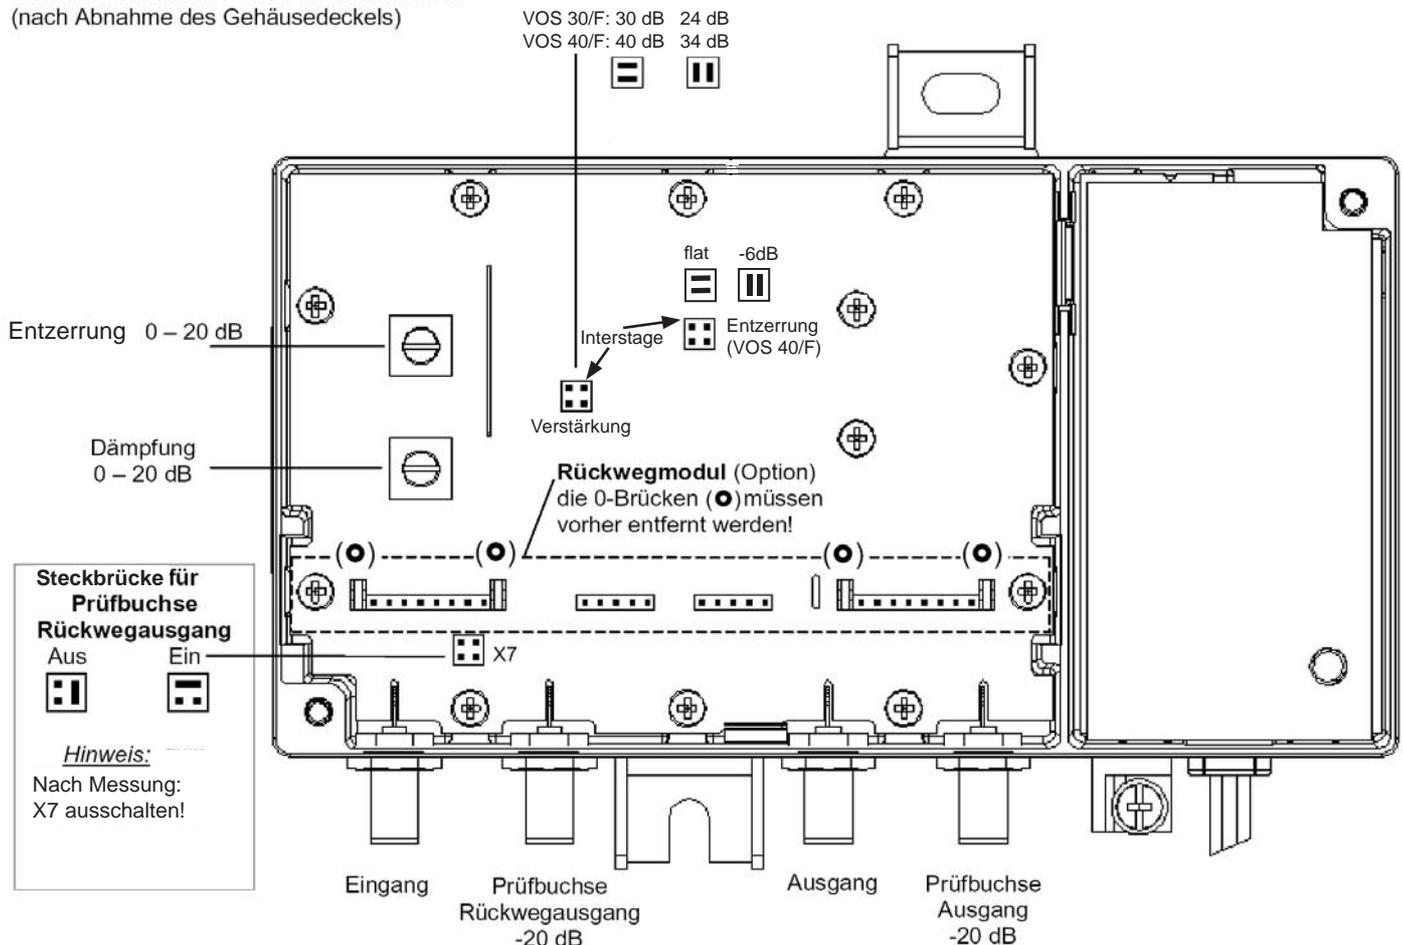 (nach Abnahme des Gehäusedeckels)
VOS 30/F: 30 dB 24 dB
VOS 40/F: 40 dB 34 dB
flat -6dB
Entzerrung 0 – 20 dB
Interstage
Entzerrung
(VOS 40/F)
Verstärkung
Dämpfung
0 – 20 dB
Rückwegmodul (Option)
die 0-Brücken (O) müssen
vorher entfernt werden!
Steckbrücke für
Prüfbuchse
Rückwegausgang
Aus Ein
X7
Hinweis:
Nach Messung:
X7 ausschalten!
Eingang
Prüfbuchse
Rückwegausgang
-20 dB
Ausgang
Prüfbuchse
Ausgang
-20 dB